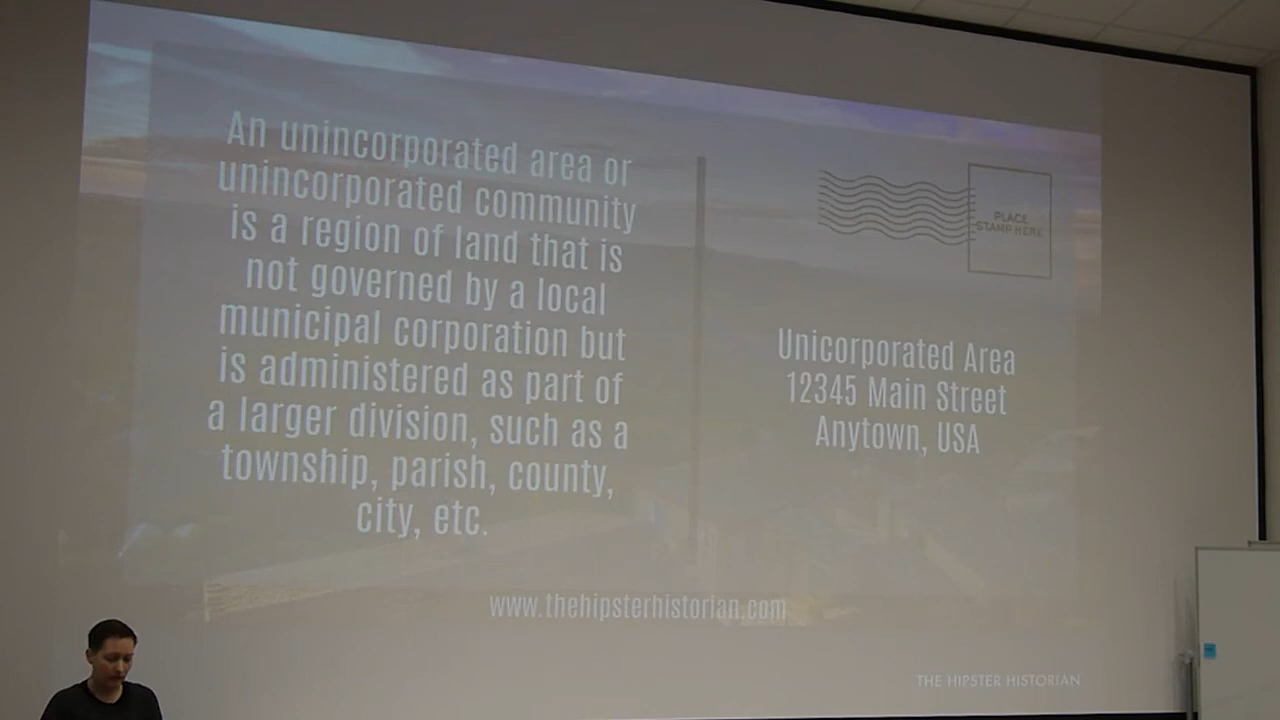 An unincorporated area or
unincorporated community
is a region of land that is
not governed by a local
municipal corporation but
is administered as part of
a larger division, such as a
township, parish, county,
city, etc.
PLACE
STAMP HERE
Unicorporated Area
12345 Main Street
Anytown, USA
www.thehipsterhistorian.com
THE HIPSTER HISTORIAN